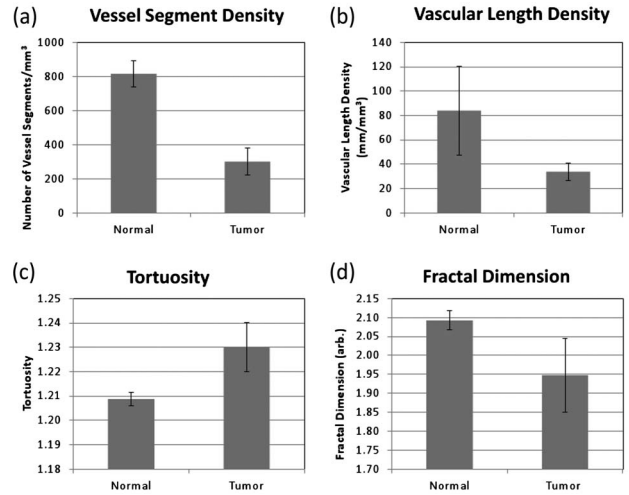 (a) Vessel Segment Density
Number of Vessel Segments/mm³
1000
800
600
400
200
0
Normal Tumor
(b) Vascular Length Density
Vascular Length Density
(mm/mm³)
140
120
100
80
60
40
20
0
Normal Tumor
(c) Tortuosity
Tortuosity
1.25
1.24
1.23
1.22
1.21
1.20
1.19
1.18
Normal Tumor
(d) Fractal Dimension
Fractal Dimension (arb.)
2.15
2.10
2.05
2.00
1.95
1.90
1.85
1.80
1.75
1.70
Normal Tumor